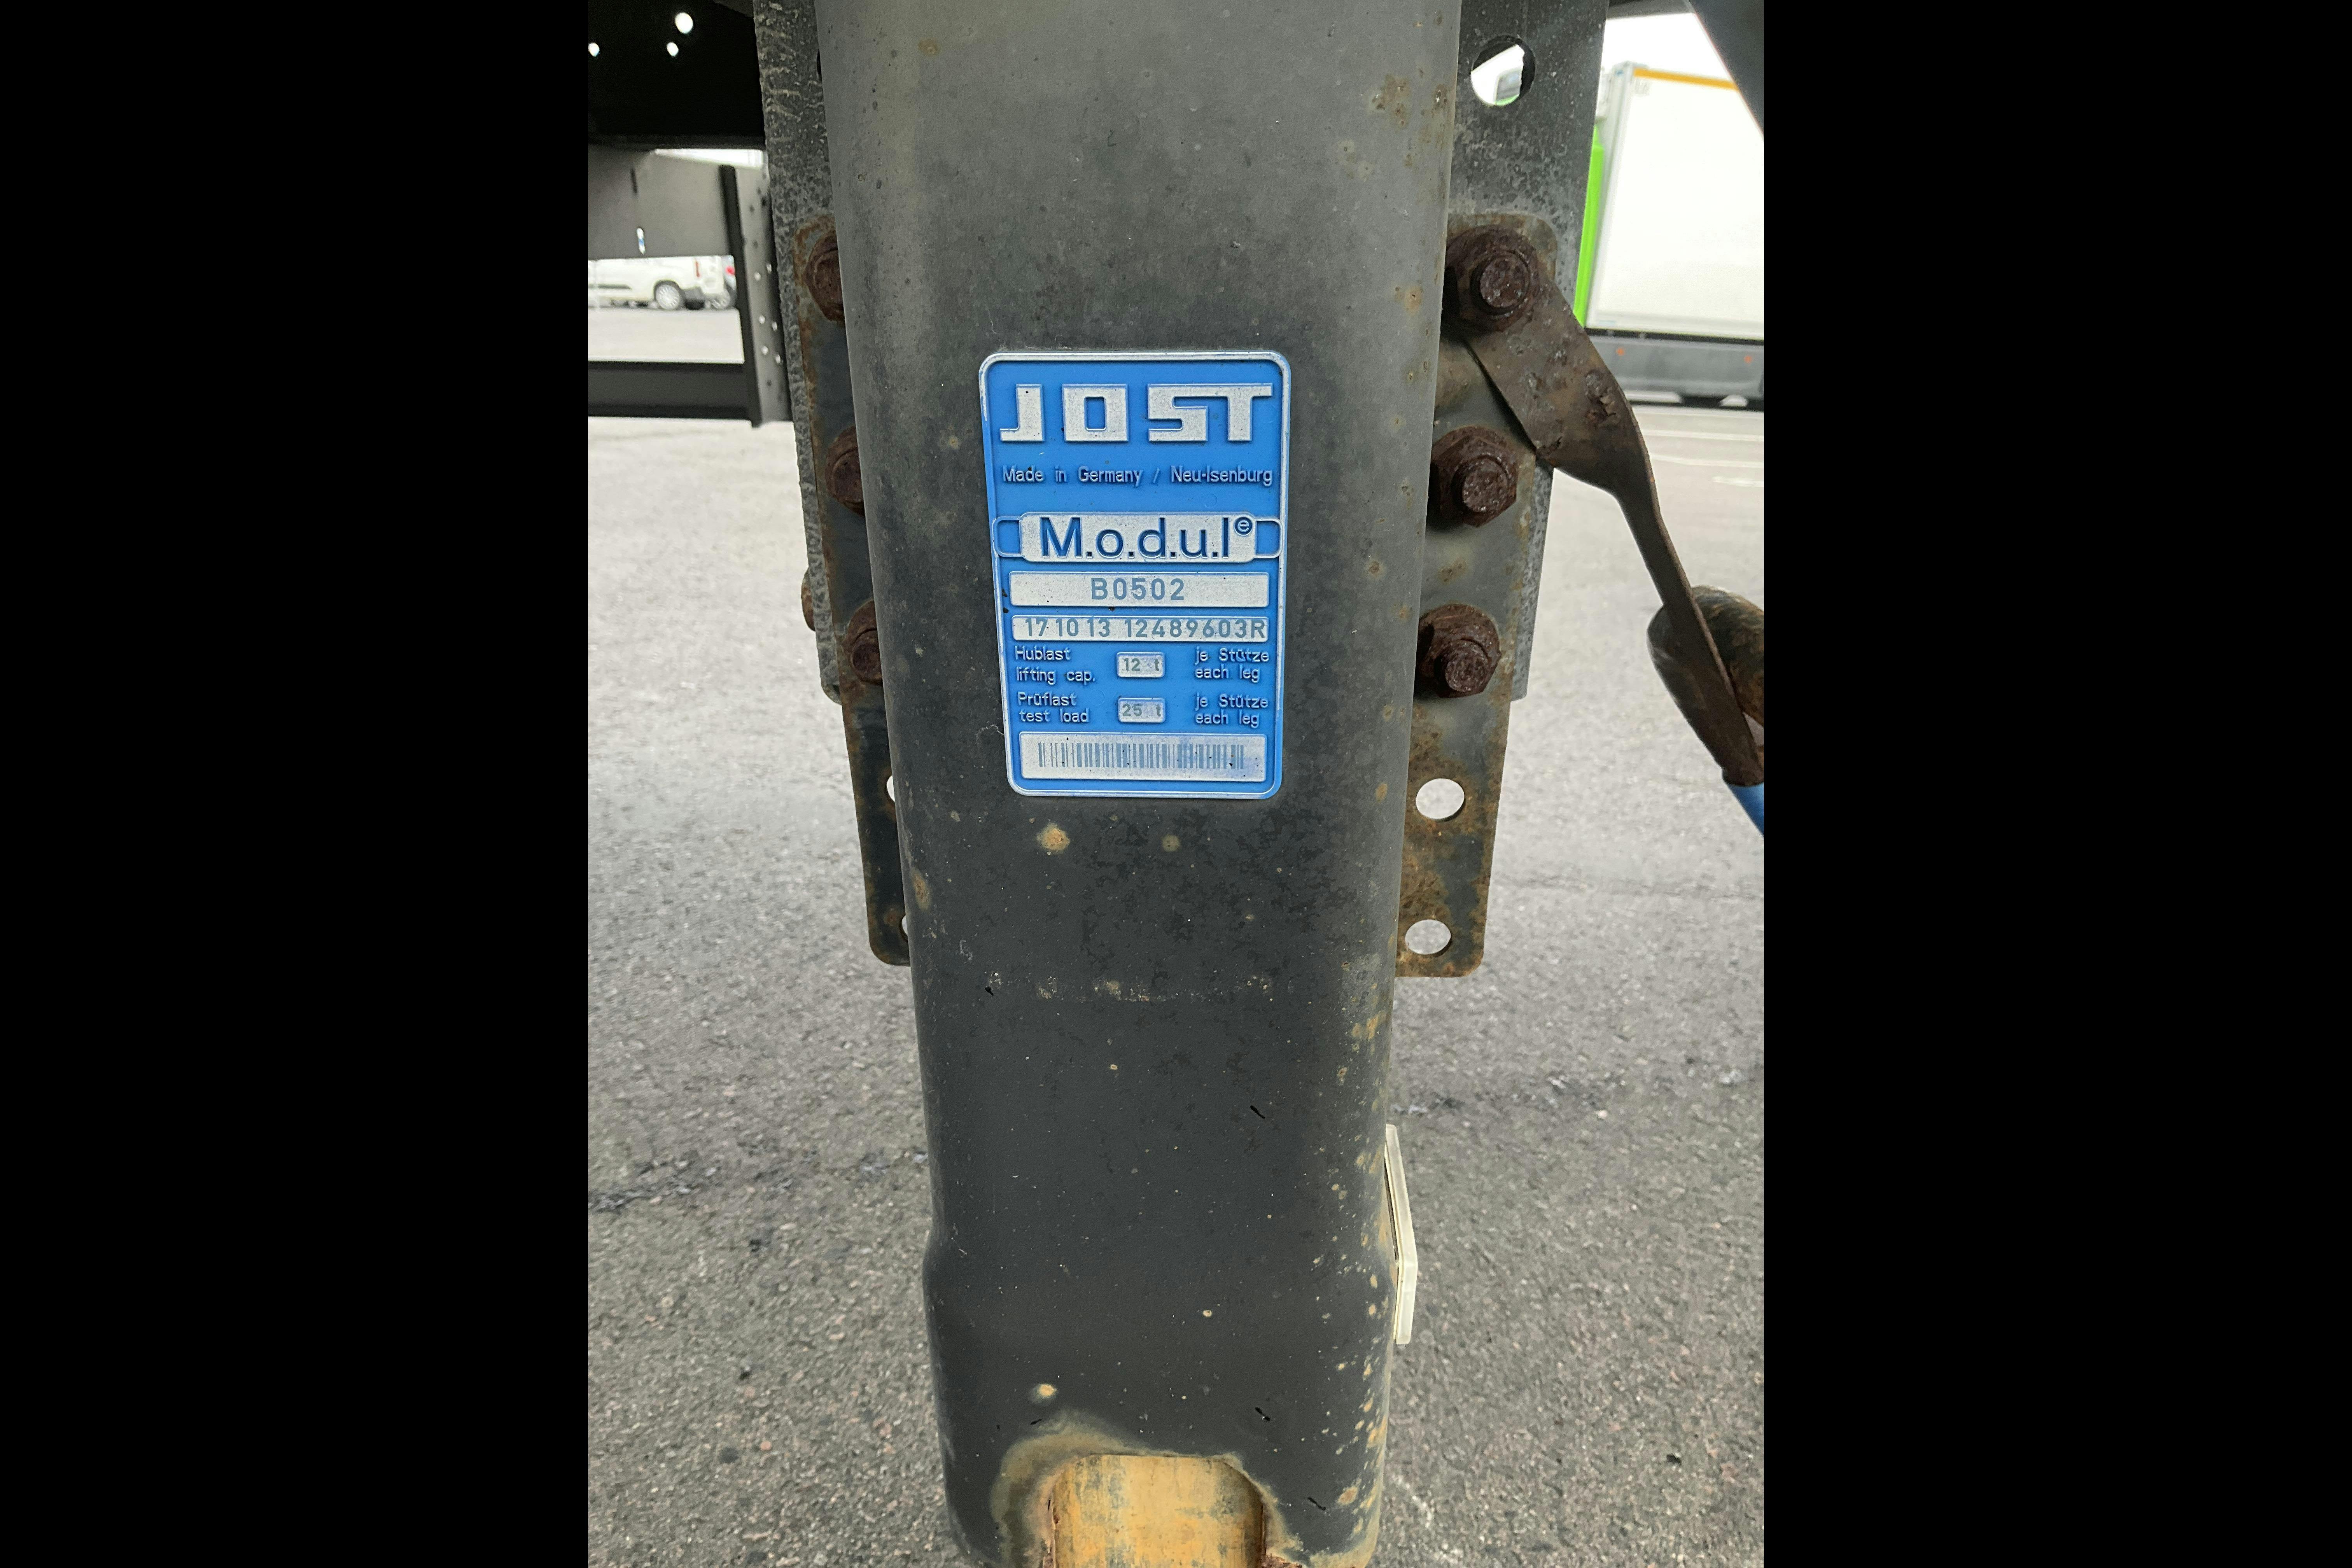 JOST
Made in Germany / Neu-Isenburg
M.o.d.u.l®
B0502
17 10 13 12489603R
Hublast
lifting cap.
12 t
je Stütze
each leg
Prüflast
test load
25 t
je Stütze
each leg